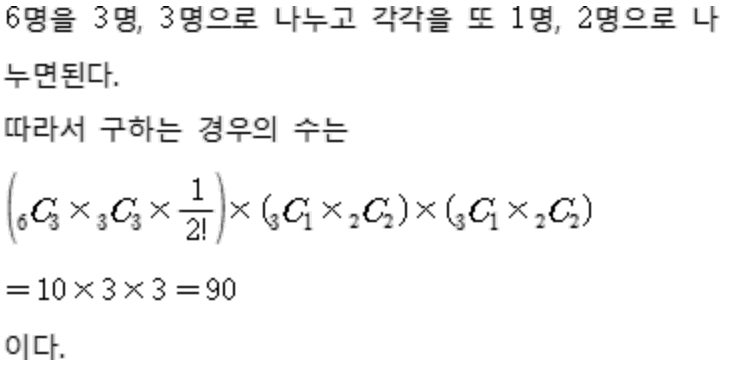 6명을 3명, 3명으로 나누고 각각을 또 1명, 2명으로 나
누면된다.
따라서 구하는 경우의 수는
(₆C₃ × ₃C₃ × 1/2!) × (₃C₁ × ₂C₂) × (₃C₁ × ₂C₂)
= 10 × 3 × 3 = 90
이다.